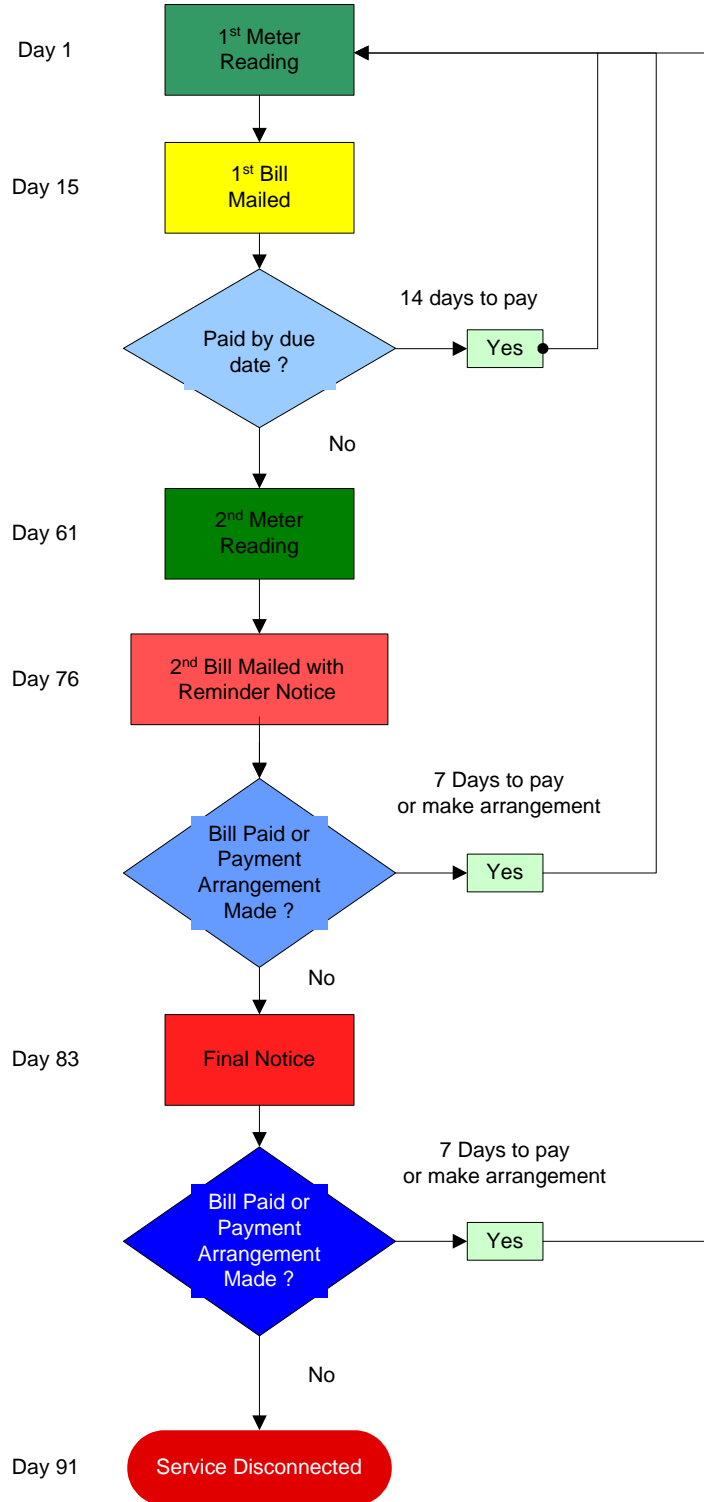 Day 1
1st Meter
Reading
Day 15
1st Bill
Mailed
14 days to pay
Paid by due
date ?
Yes
No
Day 61
2nd Meter
Reading
Day 76
2nd Bill Mailed with
Reminder Notice
7 Days to pay
or make arrangement
Bill Paid or
Payment
Arrangement
Made ?
Yes
No
Day 83
Final Notice
7 Days to pay
or make arrangement
Bill Paid or
Payment
Arrangement
Made ?
Yes
No
Day 91
Service Disconnected